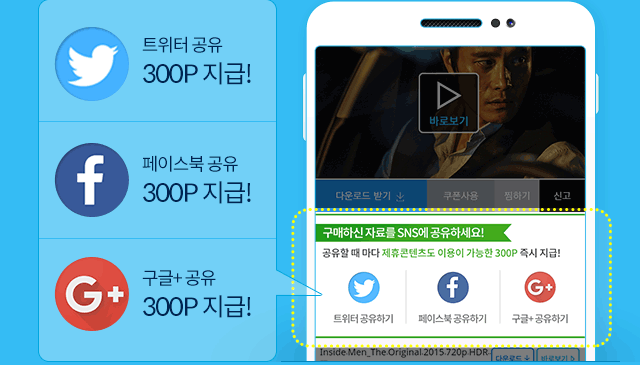 트위터 공유
300P 지급!
페이스북 공유
300P 지급!
구글+ 공유
300P 지급!
바로보기
다운로드 받기
쿠폰사용
찜하기
신고
구매하신 자료를 SNS에 공유하세요!
공유할 때 마다 제휴콘텐츠도 이용이 가능한 300P 즉시 지급!
트위터 공유하기
페이스북 공유하기
구글+ 공유하기
Inside.Men_The.Original.2015.720p.HDR
다운로드
바로보기